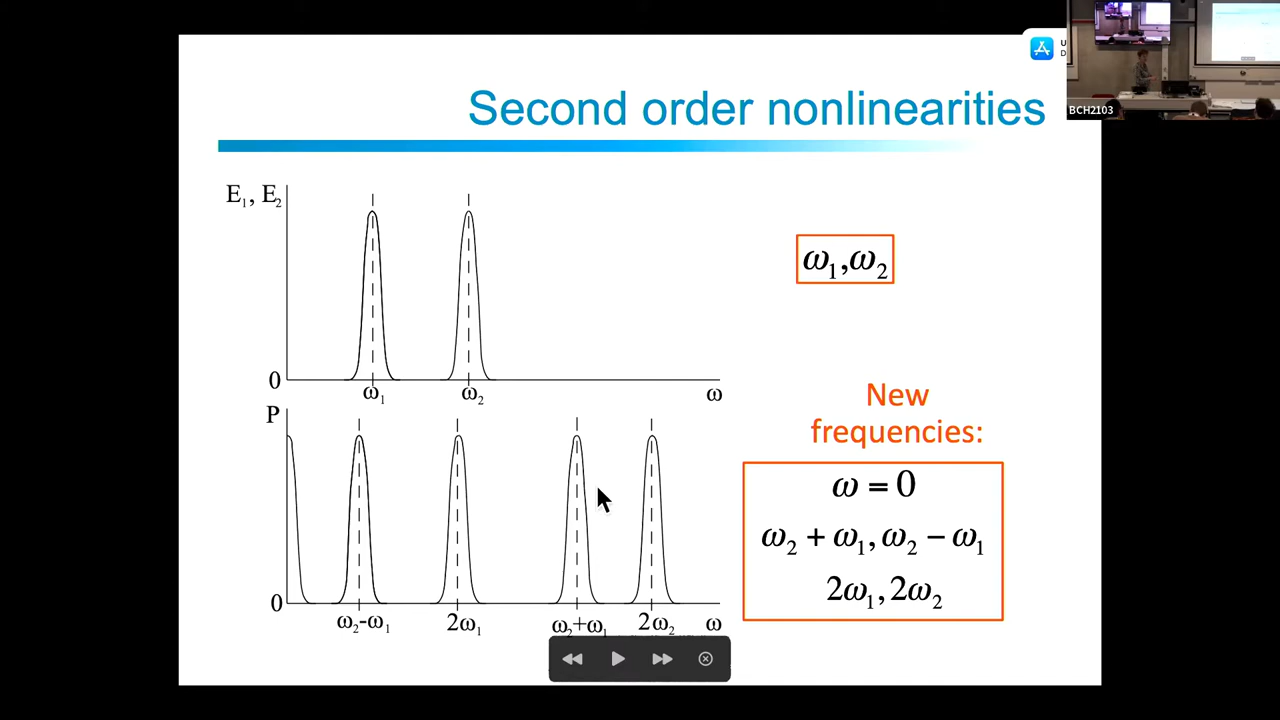 Second order nonlinearities
U
D
BCH2103
E₁, E₂
0
ω₁
ω₂
ω
ω₁,ω₂
P
0
ω₂-ω₁
2ω₁
ω₂+ω₁
2ω₂
ω
New
frequencies:
ω = 0
ω₂ + ω₁, ω₂ − ω₁
2ω₁, 2ω₂